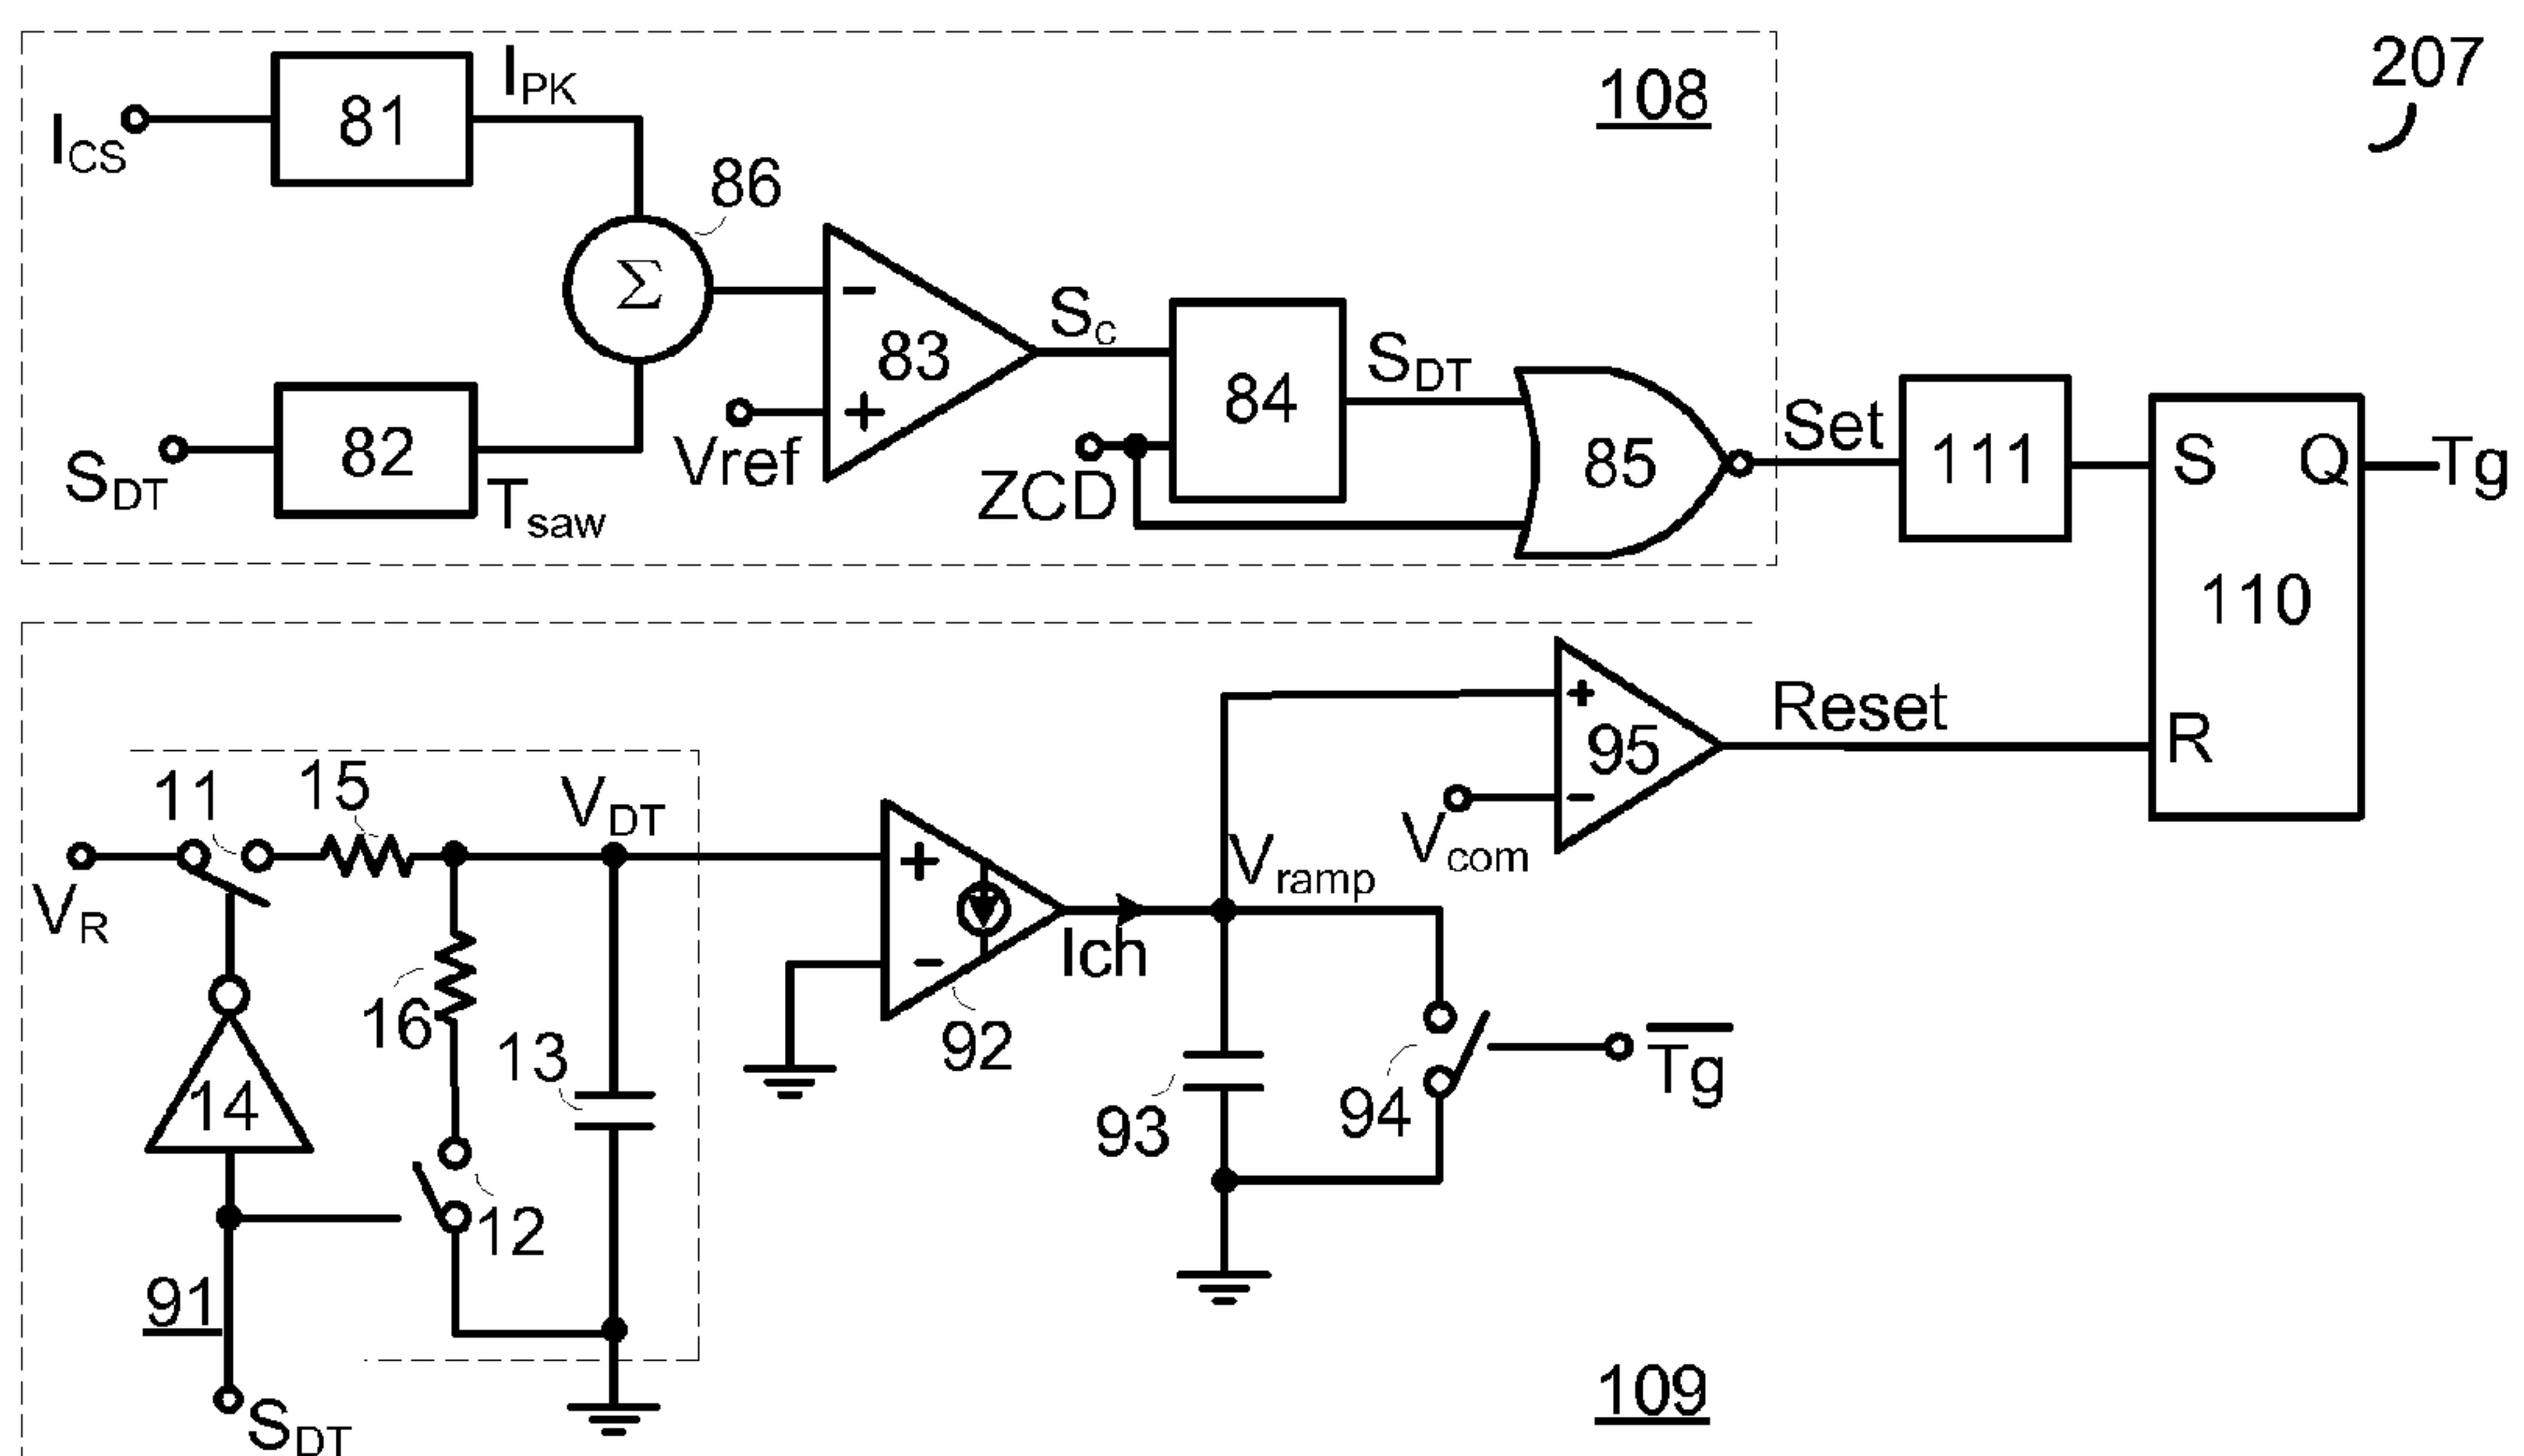 207
108
I_CS
81
I_PK
86
Σ
S_DT
82
T_saw
Vref
−
+
83
S_c
84
ZCD
S_DT
85
Set
111
S
Q
Tg
110
R
V_R
11
15
V_DT
16
13
14
12
91
S_DT
+
−
92
Ich
V_ramp
93
94
T̅g̅
V_com
+
−
95
Reset
109